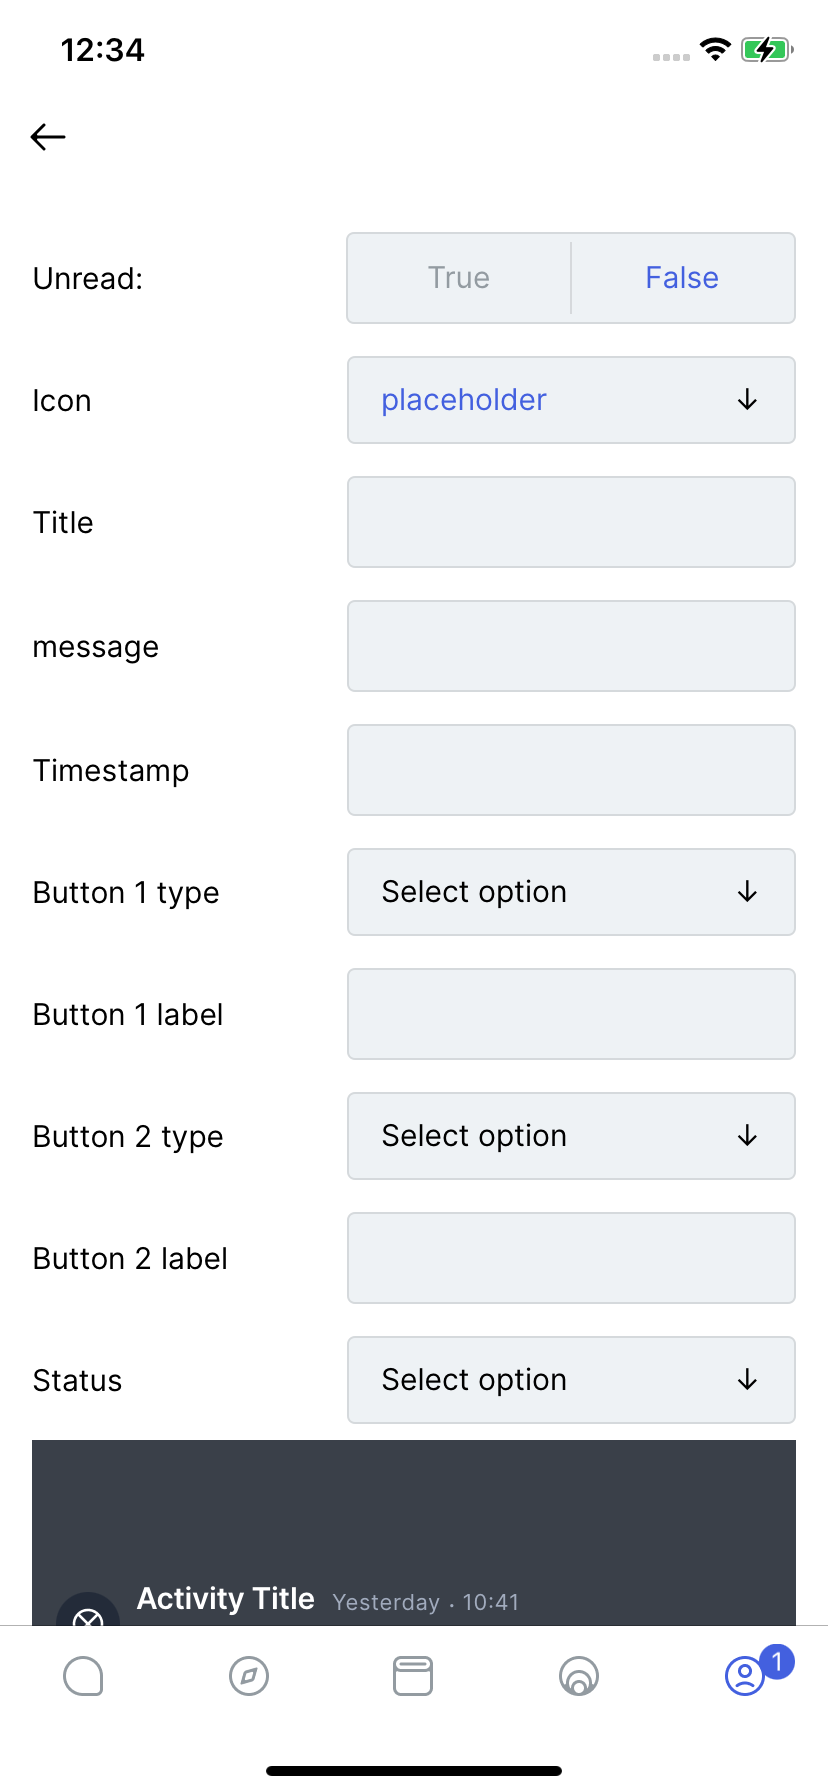 12:34
Unread: True False
Icon placeholder
Title
message
Timestamp
Button 1 type Select option
Button 1 label
Button 2 type Select option
Button 2 label
Status Select option
Activity Title Yesterday · 10:41
1